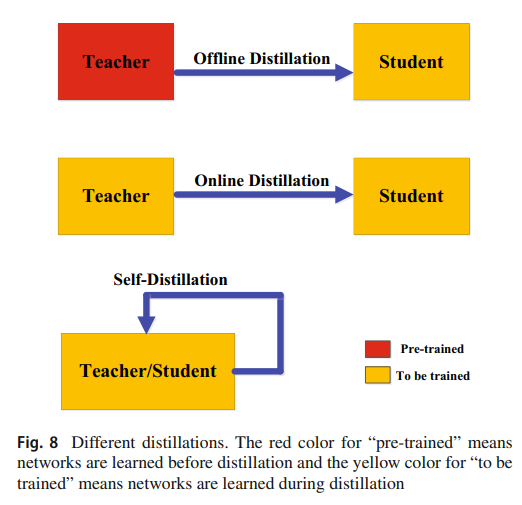 Teacher
Offline Distillation
Student
Teacher
Online Distillation
Student
Self-Distillation
Teacher/Student
Pre-trained
To be trained
Fig. 8 Different distillations. The red color for “pre-trained” means
networks are learned before distillation and the yellow color for “to be
trained” means networks are learned during distillation